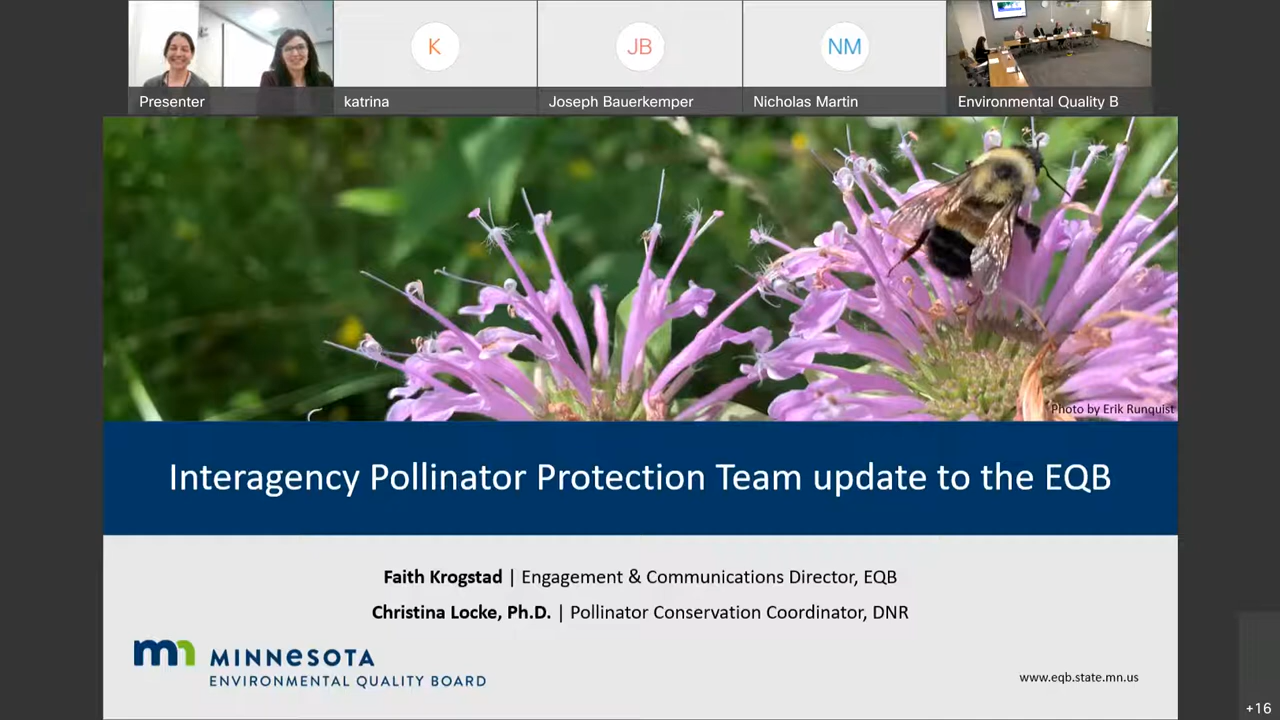 K
JB
NM
Presenter
katrina
Joseph Bauerkemper
Nicholas Martin
Environmental Quality B
Photo by Erik Runquist
Interagency Pollinator Protection Team update to the EQB
Faith Krogstad | Engagement & Communications Director, EQB
Christina Locke, Ph.D. | Pollinator Conservation Coordinator, DNR
mn MINNESOTA
ENVIRONMENTAL QUALITY BOARD
www.eqb.state.mn.us
+16